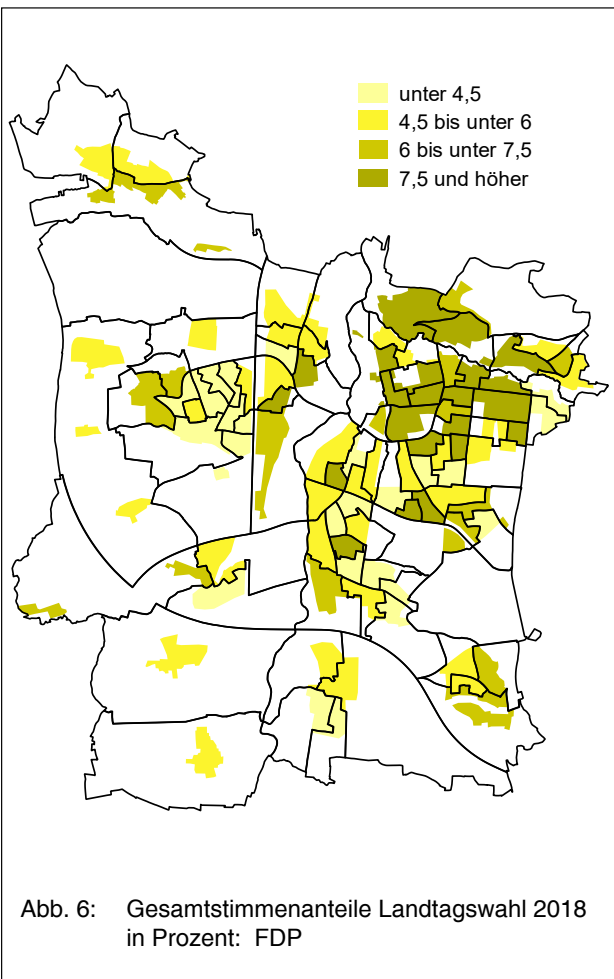 unter 4,5
4,5 bis unter 6
6 bis unter 7,5
7,5 und höher
Abb. 6: Gesamtstimmenanteile Landtagswahl 2018
in Prozent: FDP